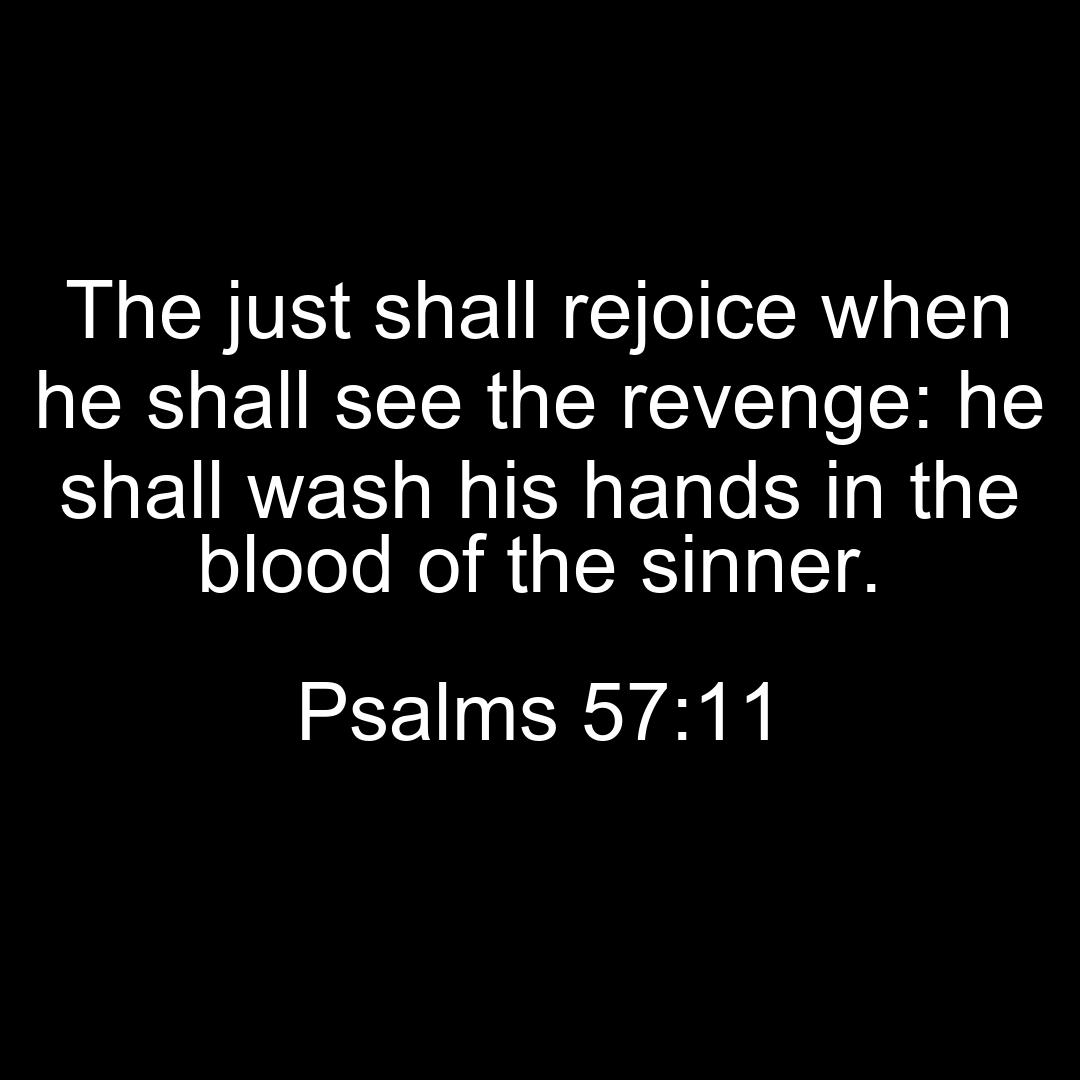 The just shall rejoice when
he shall see the revenge: he
shall wash his hands in the
blood of the sinner.
Psalms 57:11